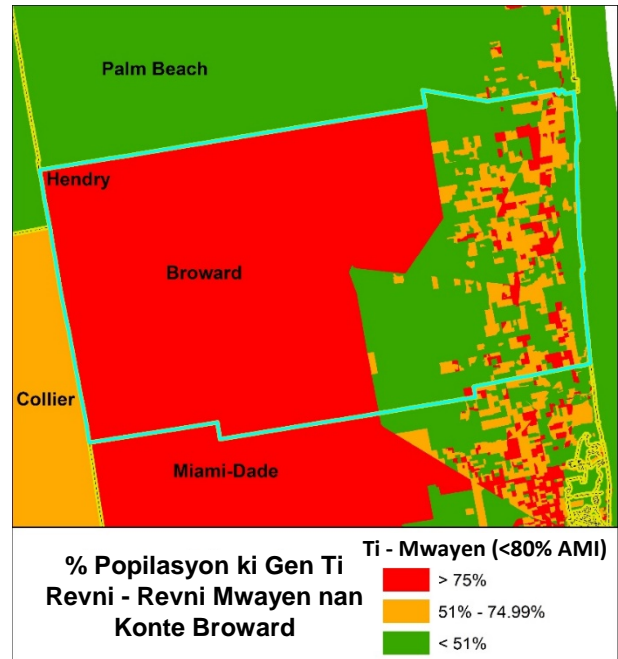 Palm Beach
Hendry
Broward
Collier
Miami-Dade
% Popilasyon ki Gen Ti
Revni - Revni Mwayen nan
Konte Broward
Ti - Mwayen (<80% AMI)
> 75%
51% - 74.99%
< 51%